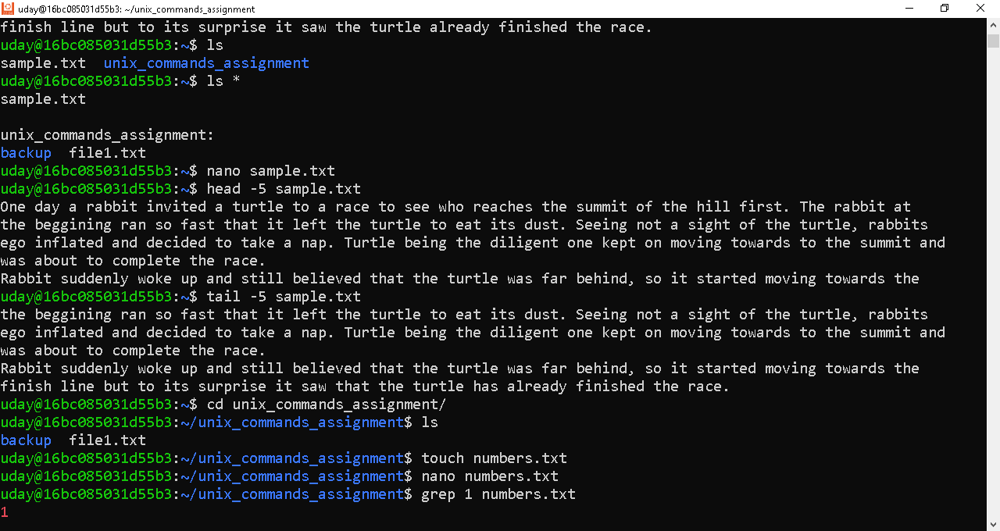 uday@16bc085031d55b3: ~/unix_commands_assignment
finish line but to its surprise it saw the turtle already finished the race.
uday@16bc085031d55b3:~$ ls
sample.txt  unix_commands_assignment
uday@16bc085031d55b3:~$ ls *
sample.txt

unix_commands_assignment:
backup  file1.txt
uday@16bc085031d55b3:~$ nano sample.txt
uday@16bc085031d55b3:~$ head -5 sample.txt
One day a rabbit invited a turtle to a race to see who reaches the summit of the hill first. The rabbit at
the beggining ran so fast that it left the turtle to eat its dust. Seeing not a sight of the turtle, rabbits
ego inflated and decided to take a nap. Turtle being the diligent one kept on moving towards to the summit and
was about to complete the race.
Rabbit suddenly woke up and still believed that the turtle was far behind, so it started moving towards the
uday@16bc085031d55b3:~$ tail -5 sample.txt
the beggining ran so fast that it left the turtle to eat its dust. Seeing not a sight of the turtle, rabbits
ego inflated and decided to take a nap. Turtle being the diligent one kept on moving towards to the summit and
was about to complete the race.
Rabbit suddenly woke up and still believed that the turtle was far behind, so it started moving towards the
finish line but to its surprise it saw that the turtle has already finished the race.
uday@16bc085031d55b3:~$ cd unix_commands_assignment/
uday@16bc085031d55b3:~/unix_commands_assignment$ ls
backup  file1.txt
uday@16bc085031d55b3:~/unix_commands_assignment$ touch numbers.txt
uday@16bc085031d55b3:~/unix_commands_assignment$ nano numbers.txt
uday@16bc085031d55b3:~/unix_commands_assignment$ grep 1 numbers.txt
1